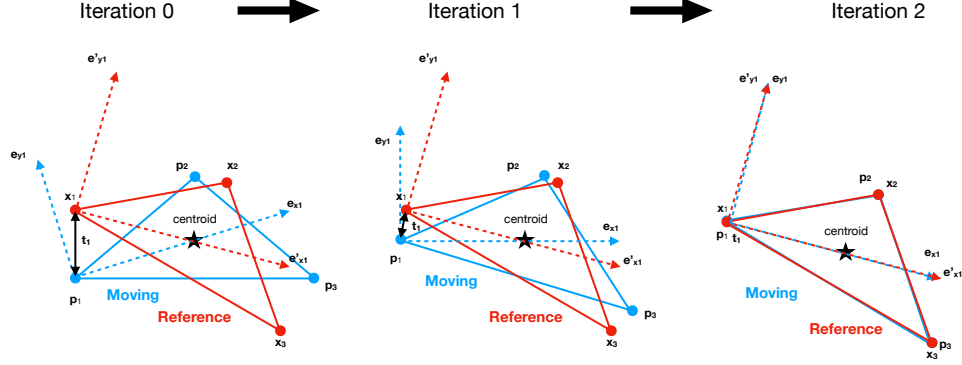 Iteration 0
Iteration 1
Iteration 2
e'y1
ey1
x1
p2
x2
centroid
ex1
t1
e'x1
p1
Moving
p3
Reference
x3
e'y1
ey1
p2
x2
x1
t1
centroid
ex1
p1
e'x1
Moving
p3
Reference
x3
e'y1 ey1
p2
x2
x1
p1 t1
centroid
ex1
e'x1
Moving
Reference
p3
x3